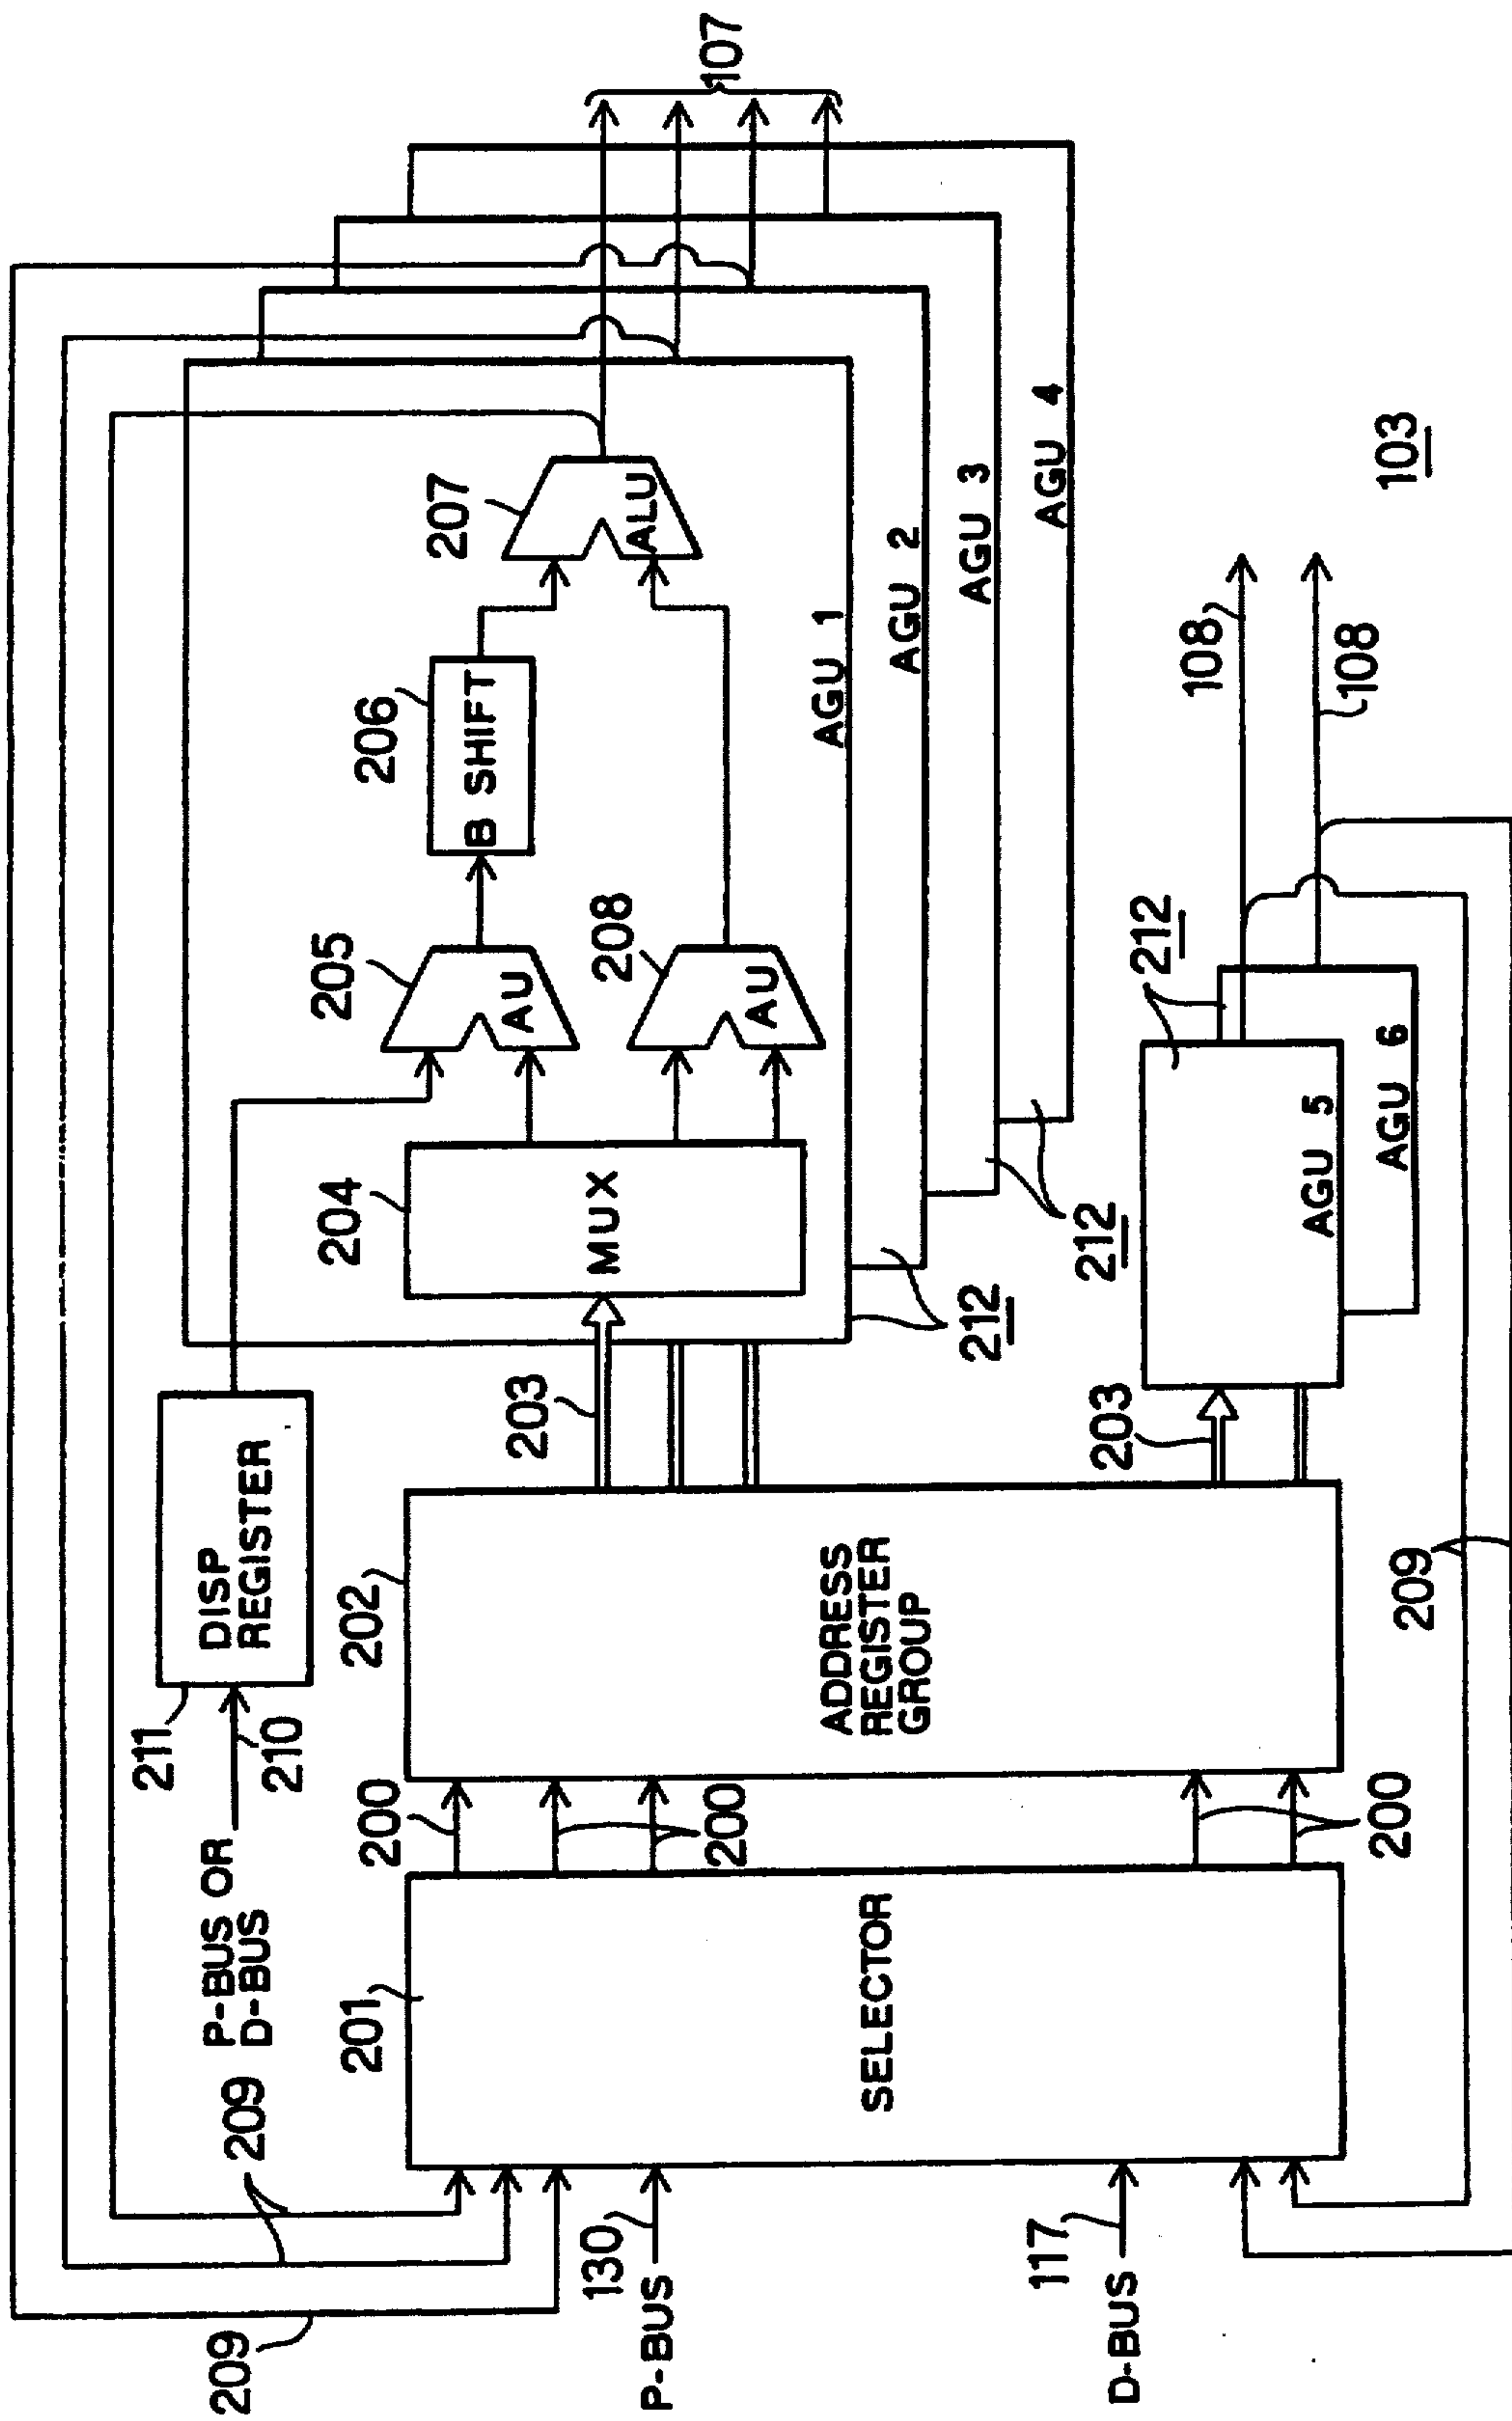 107
207
ALU
206
B SHIFT
205
AU
208
AU
204
MUX
AGU 1
AGU 2
AGU 3
AGU 4
212
212
203
211
DISP
REGISTER
210
P-BUS OR
D-BUS
209
209
202
ADDRESS
REGISTER
GROUP
200
200
200
201
SELECTOR
130
P-BUS
117
D-BUS
203
AGU 5
AGU 6
212
108
108
209
103